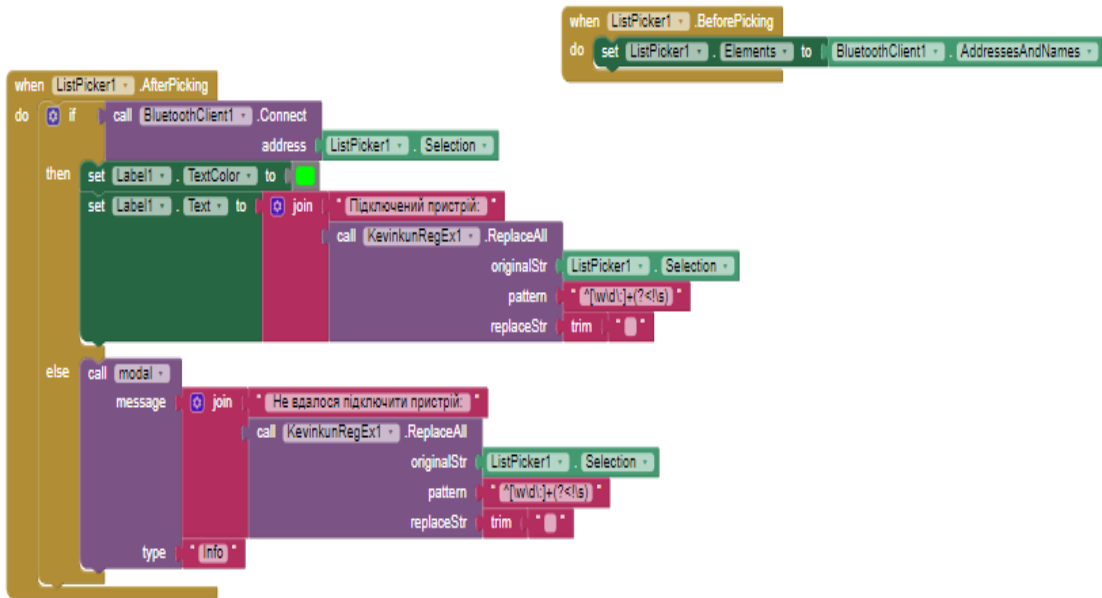 when ListPicker1 .BeforePicking
do set ListPicker1 . Elements to BluetoothClient1 . AddressesAndNames
when ListPicker1 .AfterPicking
do if call BluetoothClient1 .Connect
address ListPicker1 . Selection
then set Label1 . TextColor to
set Label1 . Text to join " Підключений пристрій: "
call KevinkunRegEx1 .ReplaceAll
originalStr ListPicker1 . Selection
pattern " ^[\w\d\:]+(?<!\s) "
replaceStr trim " "
else call modal
message join " Не вдалося підключити пристрій: "
call KevinkunRegEx1 .ReplaceAll
originalStr ListPicker1 . Selection
pattern " ^[\w\d\:]+(?<!\s) "
replaceStr trim " "
type " Info "